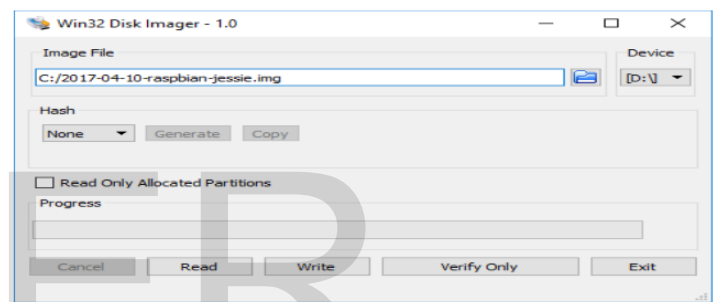 Win32 Disk Imager - 1.0
Image File Device
C:/2017-04-10-raspbian-jessie.img [D:\]
Hash
None Generate Copy
Read Only Allocated Partitions
Progress
Cancel Read Write Verify Only Exit
ER